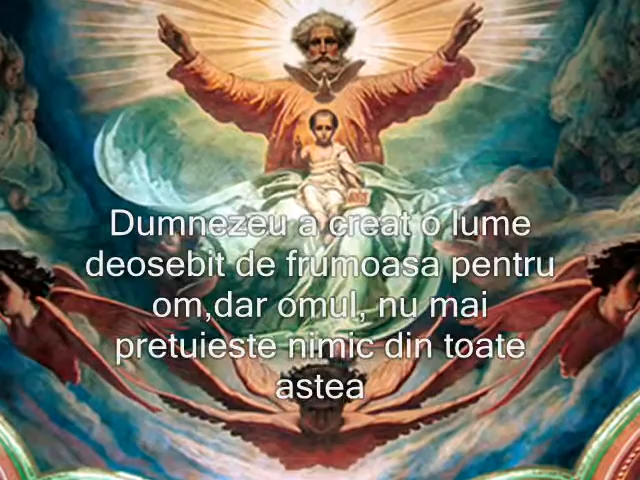 Dumnezeu a creat o lume
deosebit de frumoasa pentru
om,dar omul, nu mai
pretuieste nimic din toate
astea